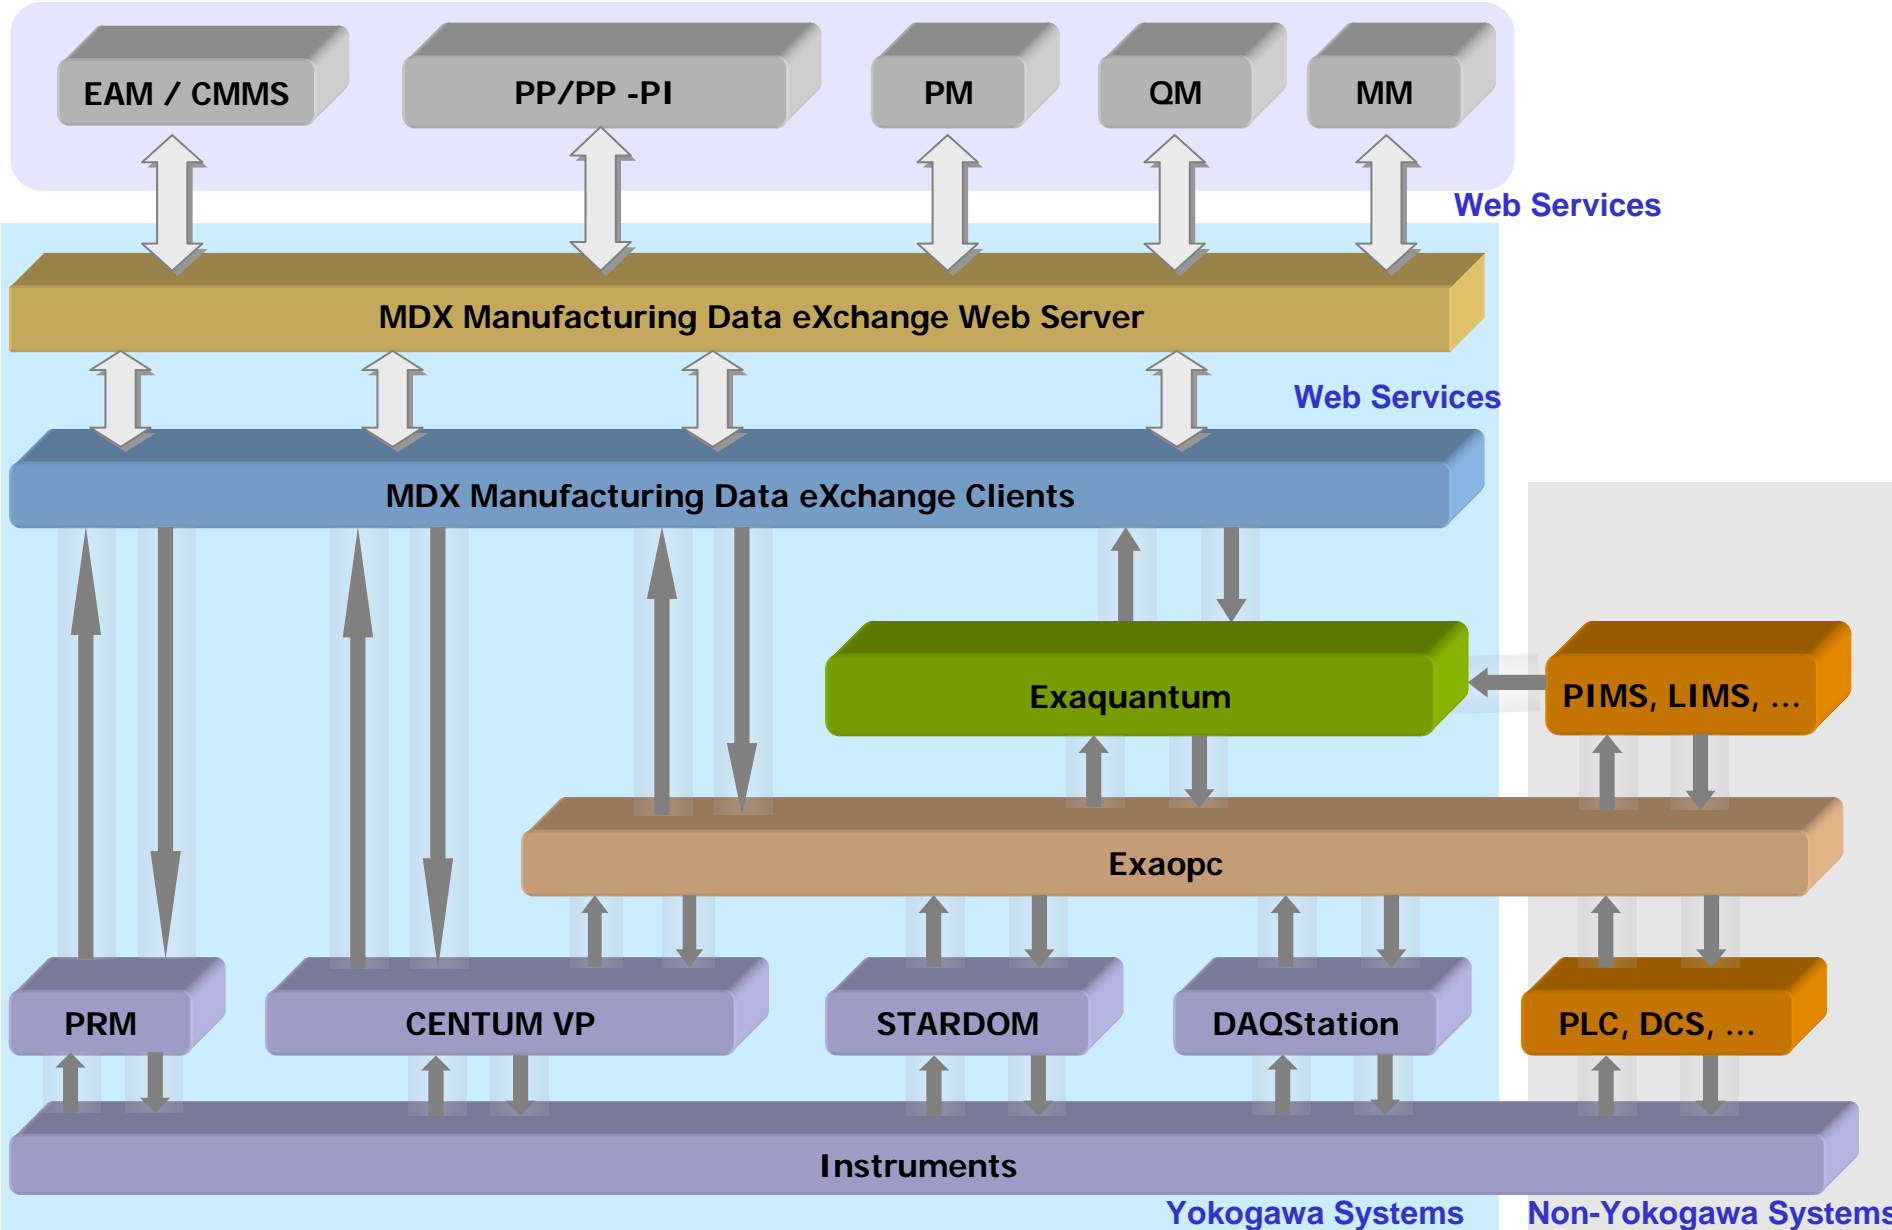 EAM / CMMS
PP/PP -PI
PM
QM
MM
Web Services
MDX Manufacturing Data eXchange Web Server
Web Services
MDX Manufacturing Data eXchange Clients
Exaquantum
PIMS, LIMS, ...
Exaopc
PRM
CENTUM VP
STARDOM
DAQStation
PLC, DCS, ...
Instruments
Yokogawa Systems
Non-Yokogawa Systems